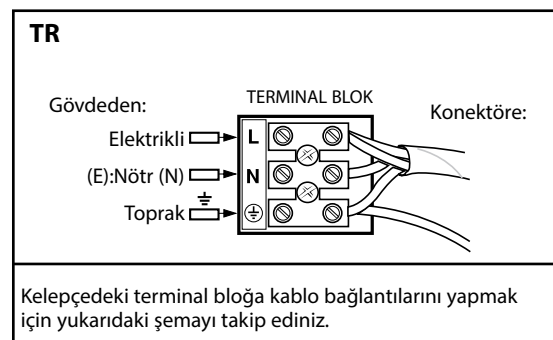 TR
TERMINAL BLOK
Gövdeden:
Konektöre:
Elektrikli
L
(E):Nötr (N)
N
Toprak
Kelepçedeki terminal bloğa kablo bağlantılarını yapmak
için yukarıdaki şemayı takip ediniz.